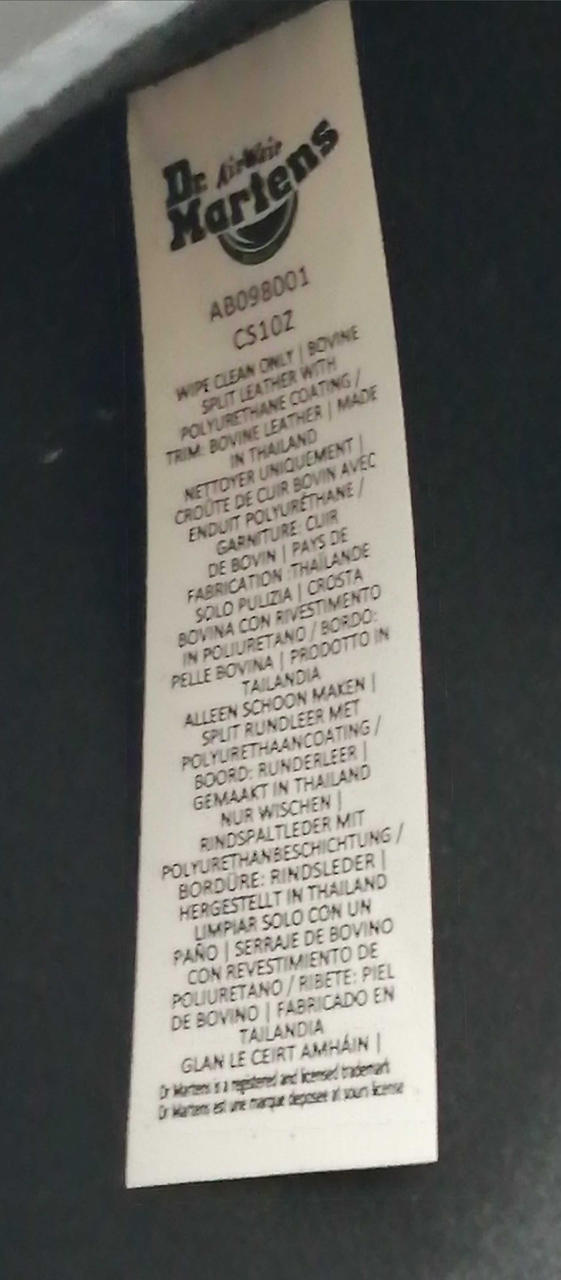 Dr. AirWair
Martens
AB098001
CS10Z
WIPE CLEAN ONLY | BOVINE
SPLIT LEATHER WITH
POLYURETHANE COATING /
TRIM: BOVINE LEATHER | MADE
IN THAILAND
NETTOYER UNIQUEMENT |
CROÛTE DE CUIR BOVIN AVEC
ENDUIT POLYURÉTHANE /
GARNITURE: CUIR
DE BOVIN | PAYS DE
FABRICATION :THAÏLANDE
SOLO PULIZIA | CROSTA
BOVINA CON RIVESTIMENTO
IN POLIURETANO / BORDO:
PELLE BOVINA | PRODOTTO IN
TAILANDIA
ALLEEN SCHOON MAKEN |
SPLIT RUNDLEER MET
POLYURETHAANCOATING /
BOORD: RUNDERLEER |
GEMAAKT IN THAILAND
NUR WISCHEN |
RINDSPALTLEDER MIT
POLYURETHANBESCHICHTUNG /
BORDÜRE: RINDSLEDER |
HERGESTELLT IN THAILAND
LIMPIAR SOLO CON UN
PAÑO | SERRAJE DE BOVINO
CON REVESTIMIENTO DE
POLIURETANO / RIBETE: PIEL
DE BOVINO | FABRICADO EN
TAILANDIA
GLAN LE CEIRT AMHÁIN |
Dr Martens is a registered and licensed trademark
Dr Martens est une marque deposee et sours license